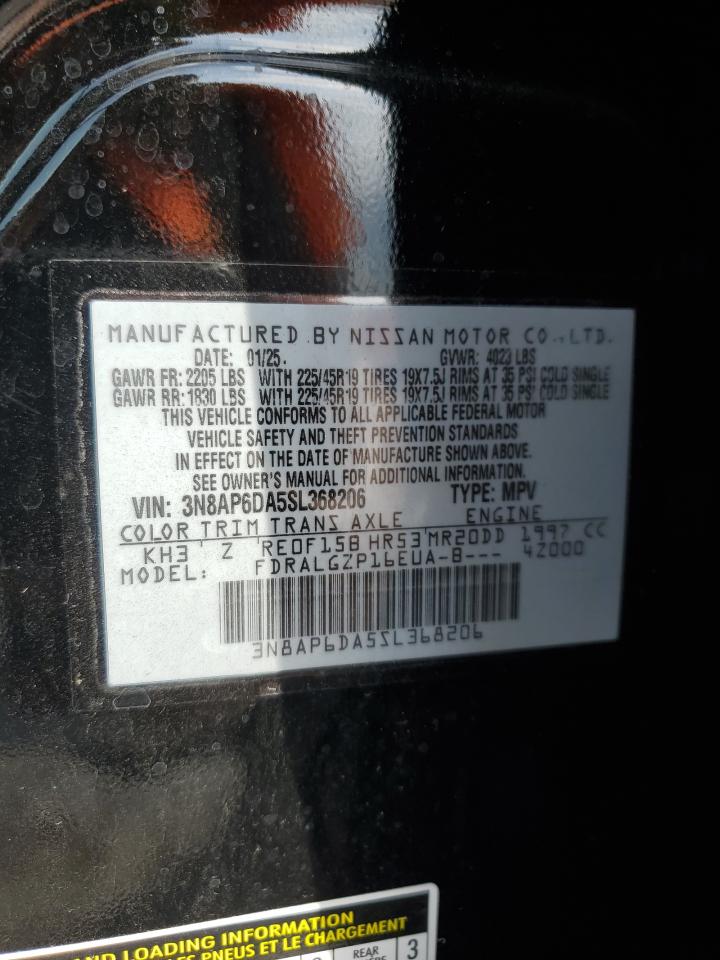 MANUFACTURED BY NISSAN MOTOR CO., LTD.
DATE: 01/25. GVWR: 4023 LBS
GAWR FR: 2205 LBS WITH 225/45R19 TIRES 19X7.5J RIMS AT 35 PSI COLD SINGLE
GAWR RR: 1830 LBS WITH 225/45R19 TIRES 19X7.5J RIMS AT 35 PSI COLD SINGLE
THIS VEHICLE CONFORMS TO ALL APPLICABLE FEDERAL MOTOR
VEHICLE SAFETY AND THEFT PREVENTION STANDARDS
IN EFFECT ON THE DATE OF MANUFACTURE SHOWN ABOVE.
SEE OWNER'S MANUAL FOR ADDITIONAL INFORMATION.
VIN: 3N8AP6DA5SL368206 TYPE: MPV
COLOR TRIM TRANS AXLE ENGINE
KH3 Z RE0F15B HR53 MR20DD 1997 CC
MODEL: FDRALGZP16EUA-B--- 4Z000
3N8AP6DA5SL368206
AND LOADING INFORMATION
LES PNEUS ET LE CHARGEMENT
REAR 3